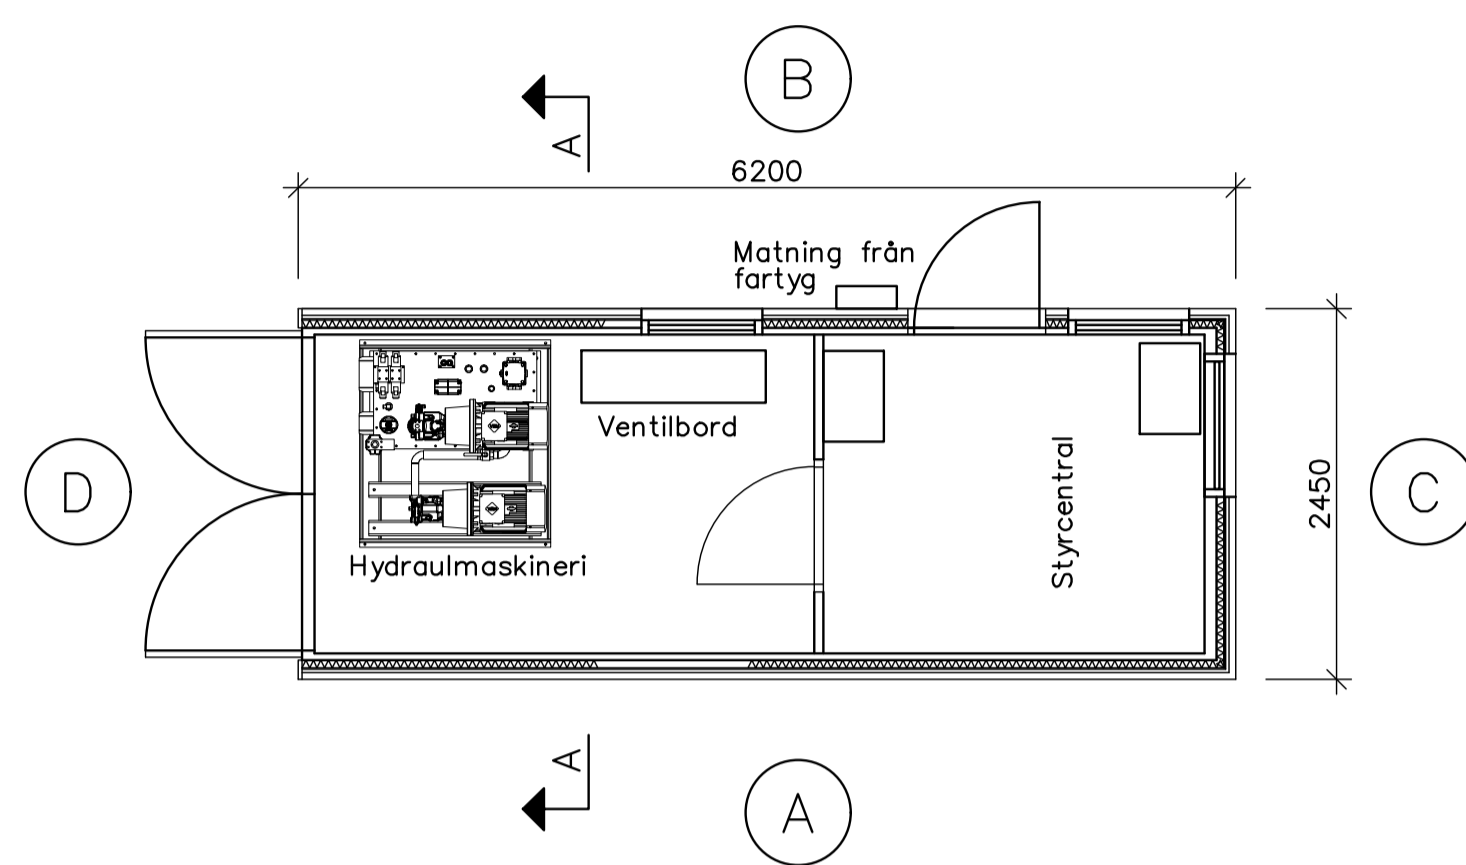 B
A
6200
Matning från
fartyg
Ventilbord
D
Styrcentral
2450
C
Hydraulmaskineri
A
A